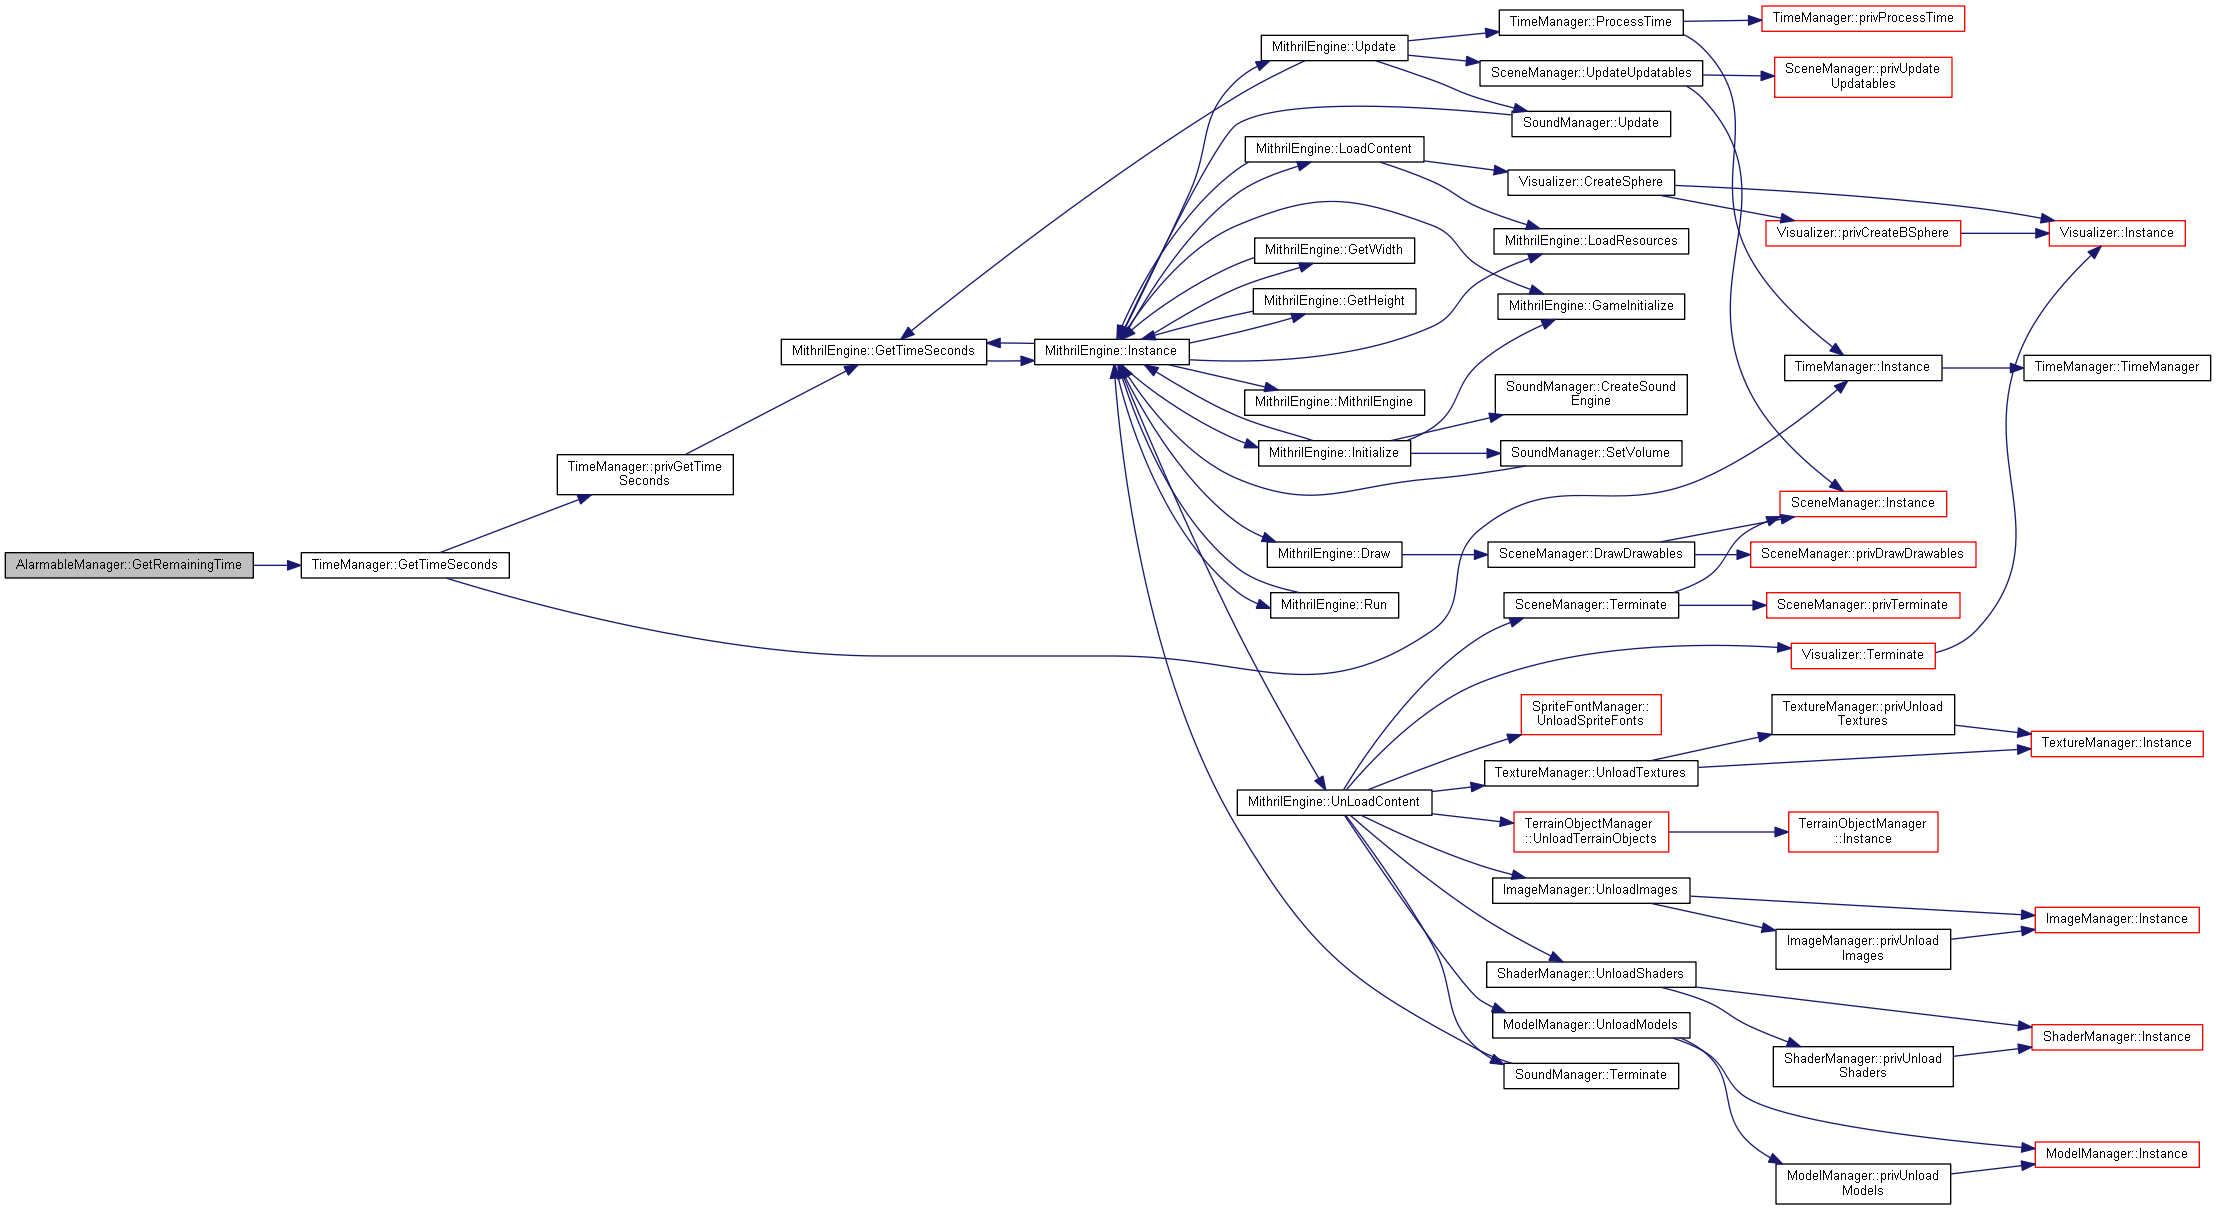 AlarmableManager::GetRemainingTime
TimeManager::GetTimeSeconds
TimeManager::privGetTime
Seconds
MithrilEngine::GetTimeSeconds
MithrilEngine::Instance
MithrilEngine::Update
MithrilEngine::LoadContent
MithrilEngine::GetWidth
MithrilEngine::GetHeight
MithrilEngine::MithrilEngine
MithrilEngine::Initialize
MithrilEngine::Draw
MithrilEngine::Run
MithrilEngine::UnLoadContent
TimeManager::ProcessTime
SceneManager::UpdateUpdatables
SoundManager::Update
Visualizer::CreateSphere
MithrilEngine::LoadResources
MithrilEngine::GameInitialize
SoundManager::CreateSound
Engine
SoundManager::SetVolume
SceneManager::DrawDrawables
SceneManager::Terminate
SpriteFontManager::
UnloadSpriteFonts
TextureManager::UnloadTextures
TerrainObjectManager
::UnloadTerrainObjects
ImageManager::UnloadImages
ShaderManager::UnloadShaders
ModelManager::UnloadModels
SoundManager::Terminate
TimeManager::privProcessTime
SceneManager::privUpdate
Updatables
Visualizer::privCreateBSphere
TimeManager::Instance
SceneManager::Instance
SceneManager::privDrawDrawables
SceneManager::privTerminate
Visualizer::Terminate
TextureManager::privUnload
Textures
TerrainObjectManager
::Instance
ImageManager::privUnload
Images
ShaderManager::privUnload
Shaders
ModelManager::privUnload
Models
Visualizer::Instance
TimeManager::TimeManager
TextureManager::Instance
ImageManager::Instance
ShaderManager::Instance
ModelManager::Instance